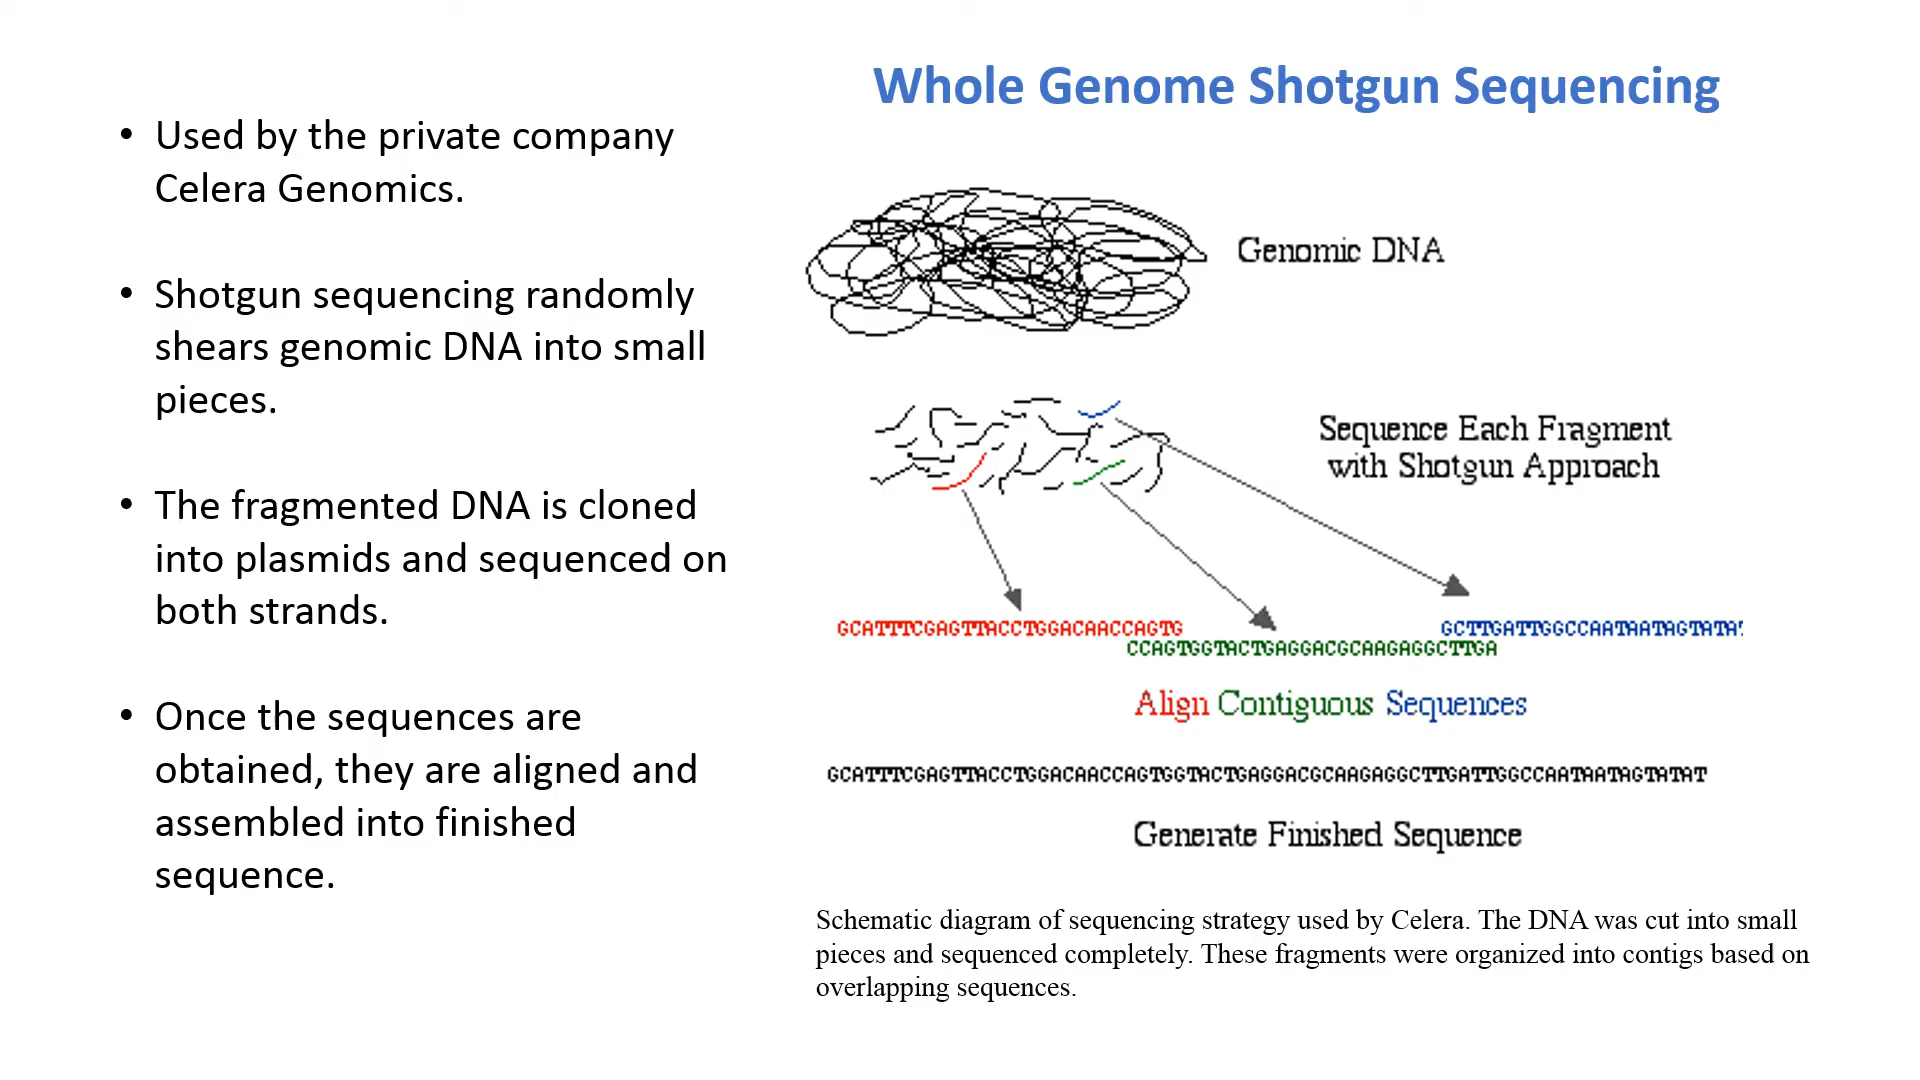 Whole Genome Shotgun Sequencing
• Used by the private company
Celera Genomics.
• Shotgun sequencing randomly
shears genomic DNA into small
pieces.
• The fragmented DNA is cloned
into plasmids and sequenced on
both strands.
• Once the sequences are
obtained, they are aligned and
assembled into finished
sequence.
Genomic DNA
Sequence Each Fragment
with Shotgun Approach
GCATTTCGAGTTACCTGGACAACCAGTG
GCTTGATTGGCCAATAATAGTATAT
CCAGTGGTACTGAGGACGCAAGAGGCTTGA
Align Contiguous Sequences
GCATTTCGAGTTACCTGGACAACCAGTGGTACTGAGGACGCAAGAGGCTTGATTGGCCAATAATAGTATAT
Generate Finished Sequence
Schematic diagram of sequencing strategy used by Celera. The DNA was cut into small
pieces and sequenced completely. These fragments were organized into contigs based on
overlapping sequences.